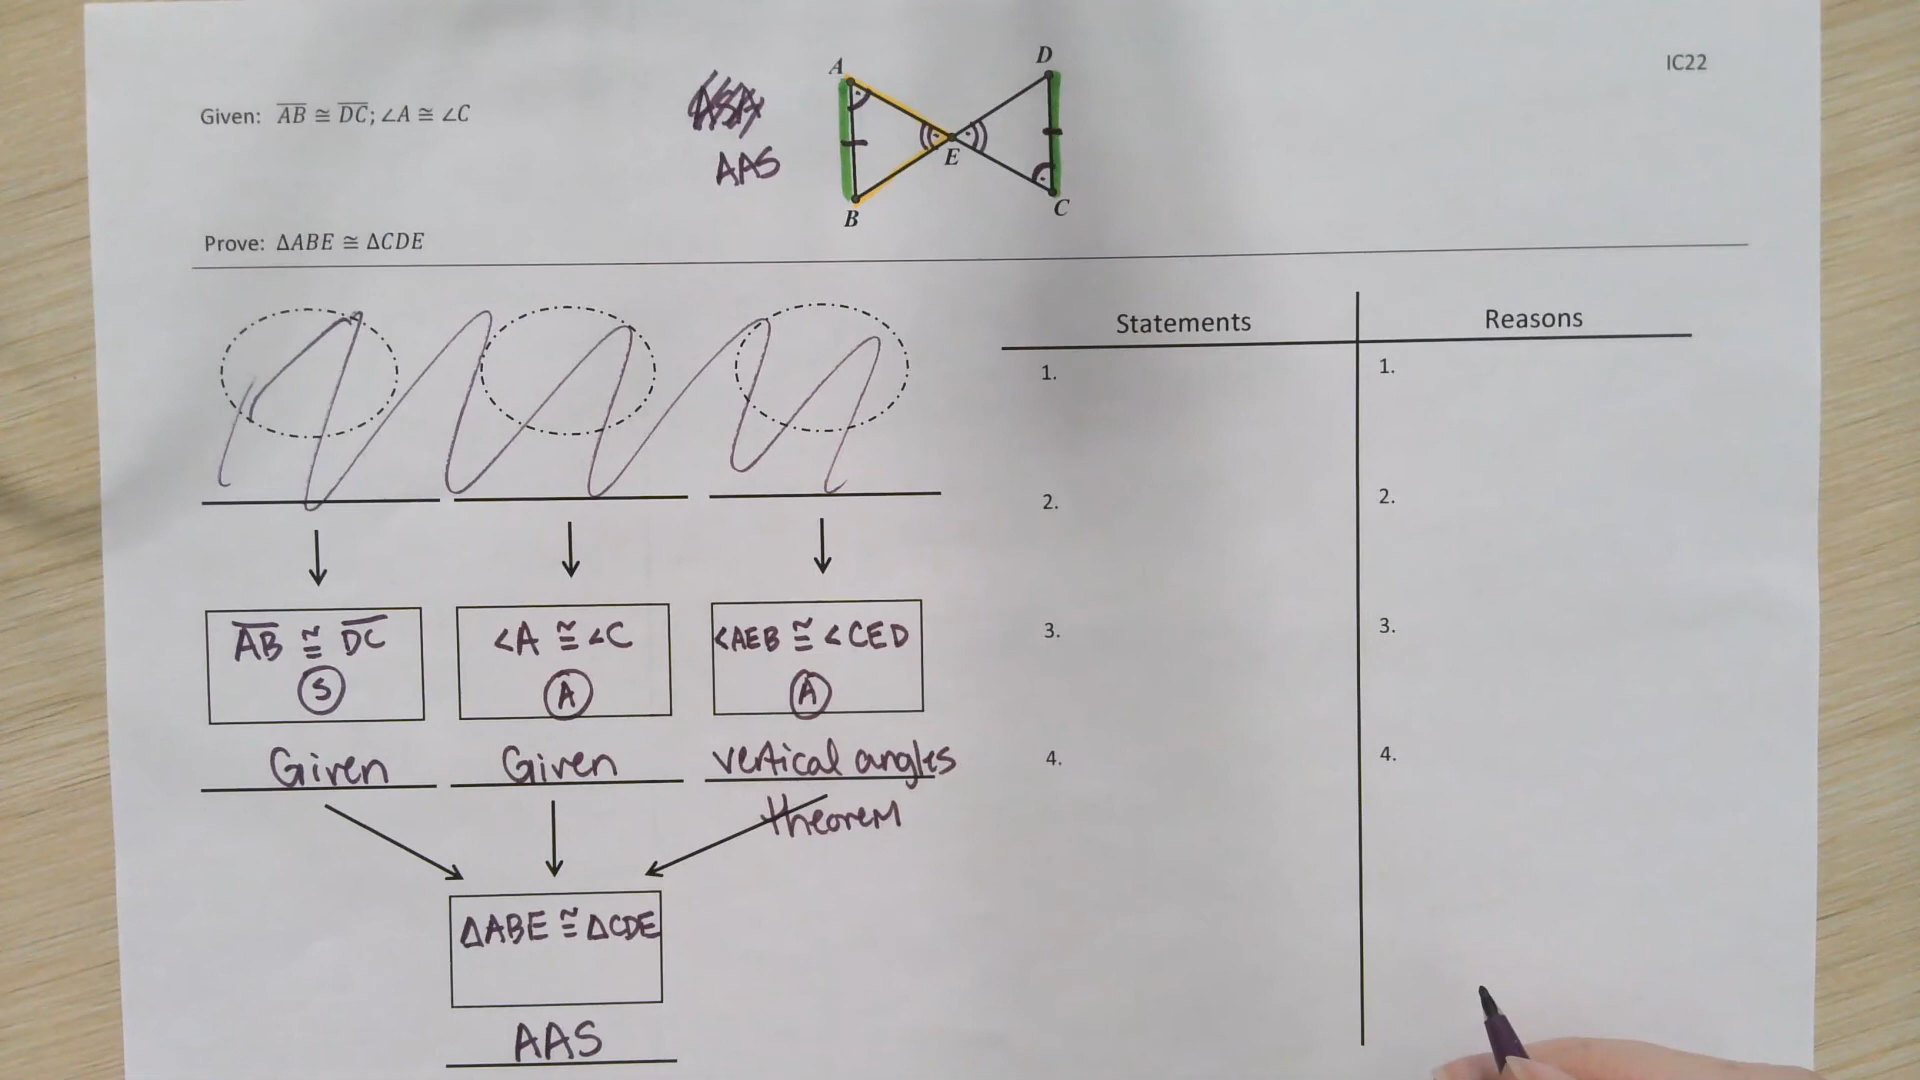 IC22
Given: AB ≅ DC; ∠A ≅ ∠C
AAS
A
D
E
B
C
Prove: ΔABE ≅ ΔCDE
Statements
Reasons
1.
1.
2.
2.
3.
3.
4.
4.
AB ≅ DC
S
∠A ≅ ∠C
A
∠AEB ≅ ∠CED
A
Given
Given
vertical angles
theorem
ΔABE ≅ ΔCDE
AAS